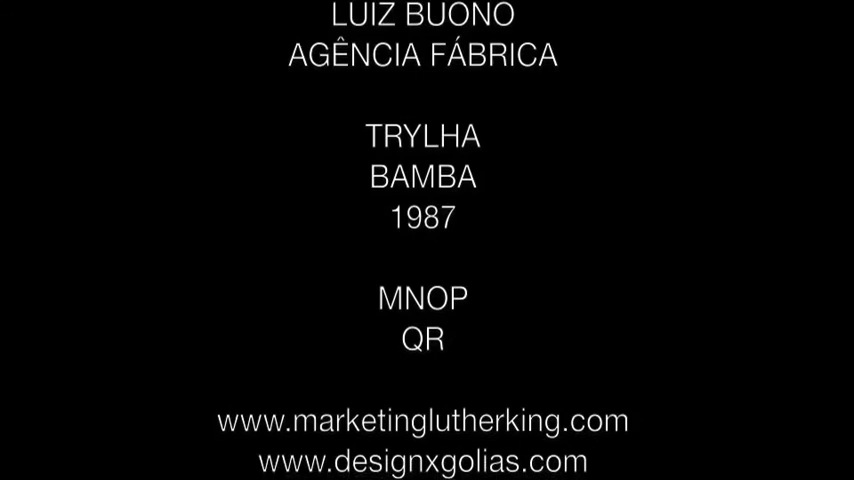 LUIZ BUONO
AGÊNCIA FÁBRICA
TRYLHA
BAMBA
1987
MNOP
QR
www.marketinglutherking.com
www.designxgolias.com